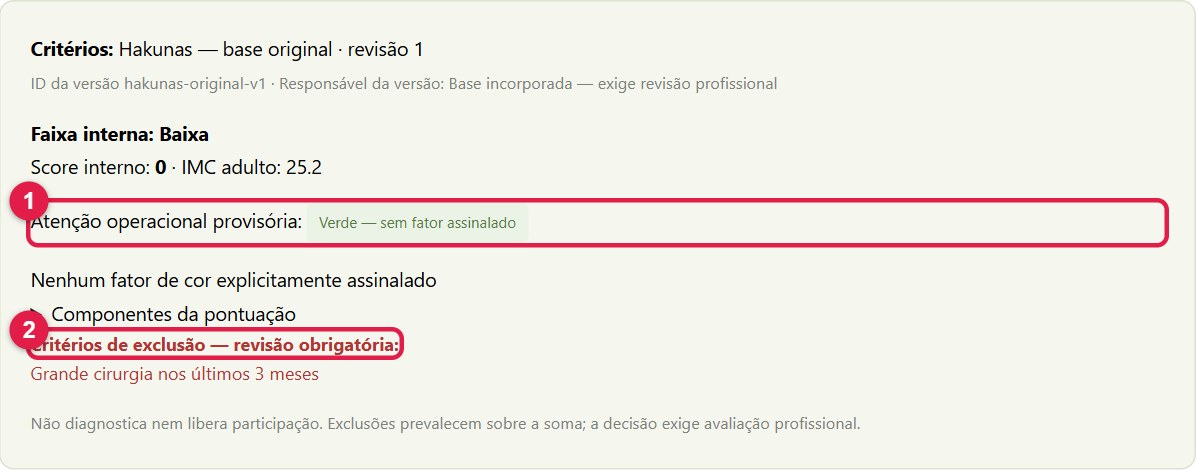 Critérios: Hakunas — base original · revisão 1
ID da versão hakunas-original-v1 · Responsável da versão: Base incorporada — exige revisão profissional
Faixa interna: Baixa
Score interno: 0 · IMC adulto: 25.2
1
Atenção operacional provisória: Verde — sem fator assinalado
Nenhum fator de cor explicitamente assinalado
Componentes da pontuação
2
Critérios de exclusão — revisão obrigatória:
Grande cirurgia nos últimos 3 meses
Não diagnostica nem libera participação. Exclusões prevalecem sobre a soma; a decisão exige avaliação profissional.